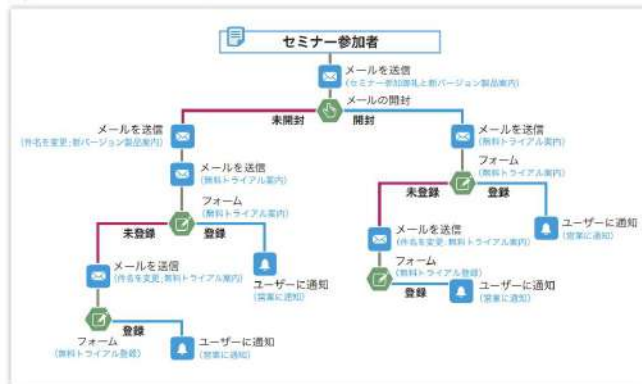 セミナー参加者
メールを送信
(セミナー参加御礼と新バージョン製品案内)
メールの開封
未開封
開封
メールを送信
(件名を変更:新バージョン製品案内)
メールを送信
(無料トライアル案内)
メールを送信
(無料トライアル案内)
フォーム
(無料トライアル案内)
フォーム
(無料トライアル案内)
未登録
登録
未登録
登録
ユーザーに通知
(営業に通知)
メールを送信
(件名を変更:無料トライアル案内)
メールを送信
(件名を変更:無料トライアル案内)
ユーザーに通知
(営業に通知)
フォーム
(無料トライアル登録)
登録
ユーザーに通知
(営業に通知)
登録
フォーム
(無料トライアル登録)
ユーザーに通知
(営業に通知)